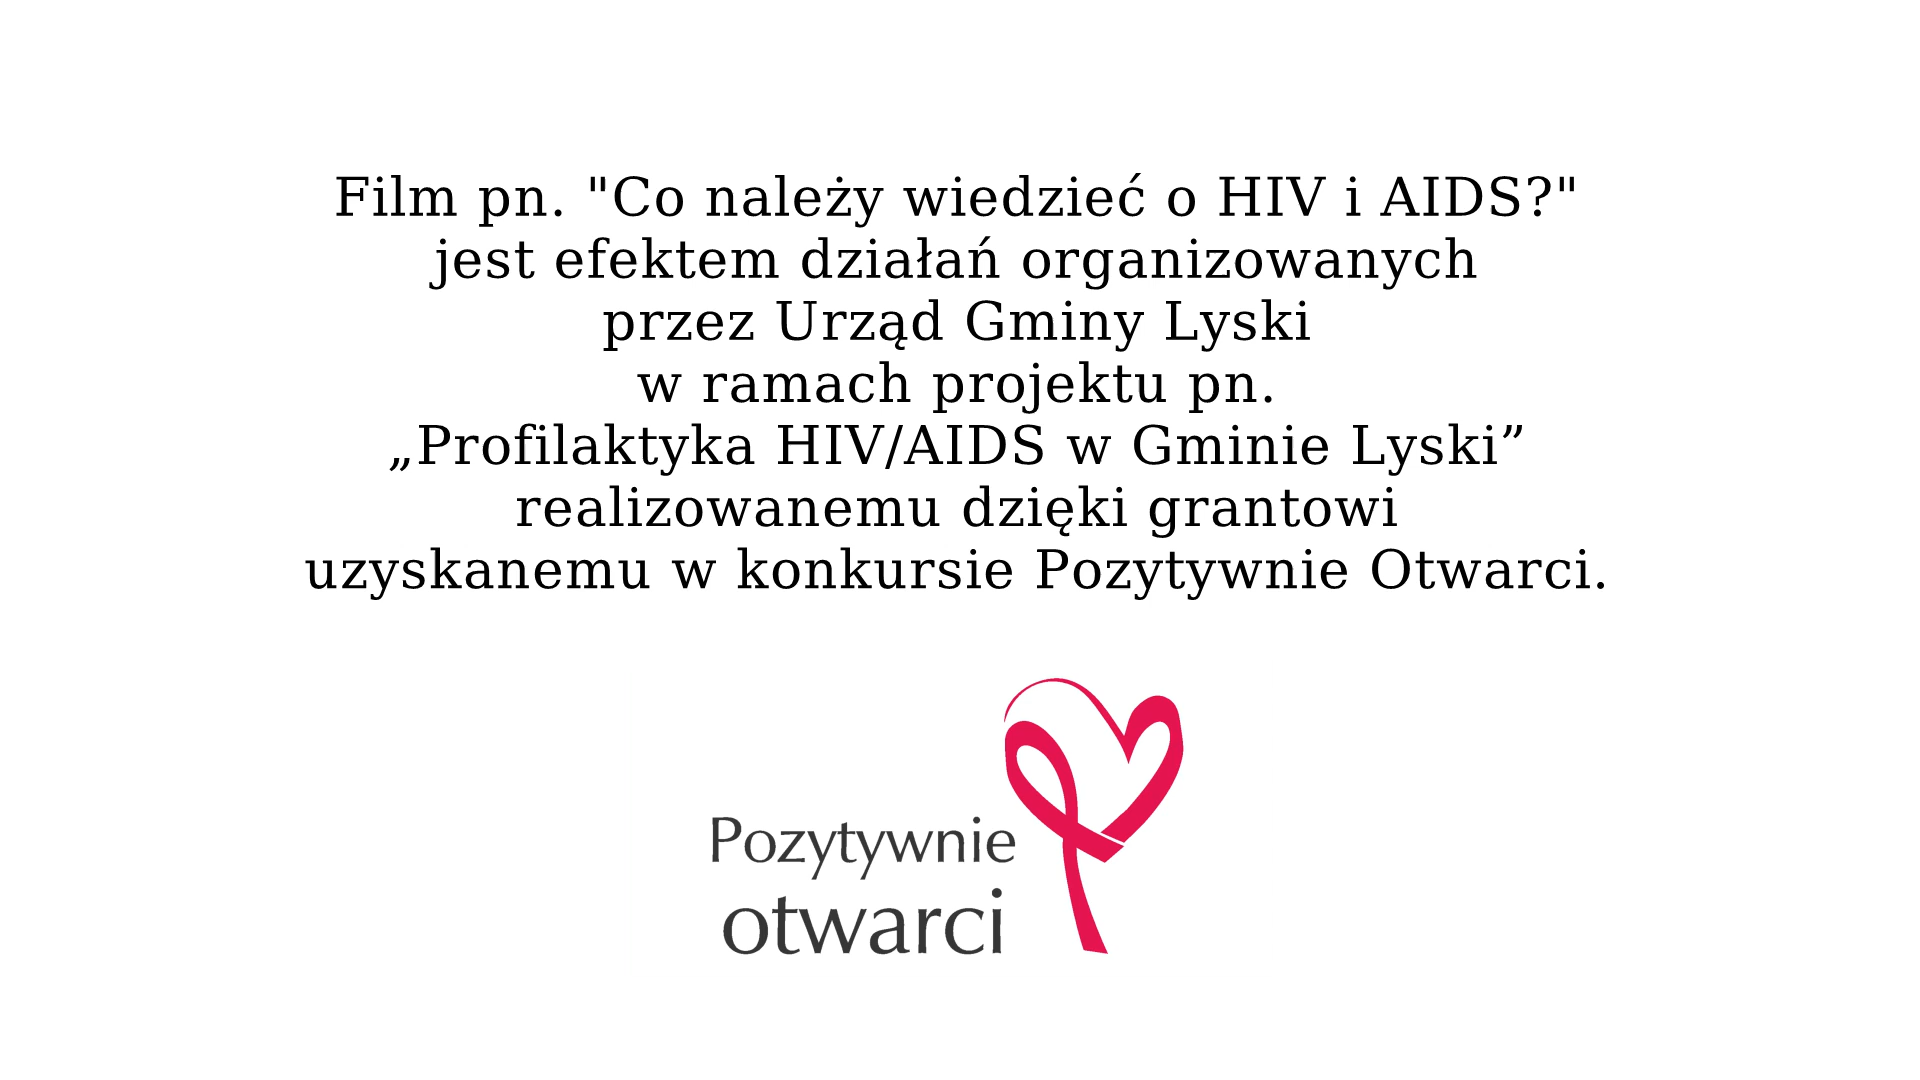 Film pn. "Co należy wiedzieć o HIV i AIDS?"
jest efektem działań organizowanych
przez Urząd Gminy Lyski
w ramach projektu pn.
„Profilaktyka HIV/AIDS w Gminie Lyski”
realizowanemu dzięki grantowi
uzyskanemu w konkursie Pozytywnie Otwarci.
Pozytywnie
otwarci